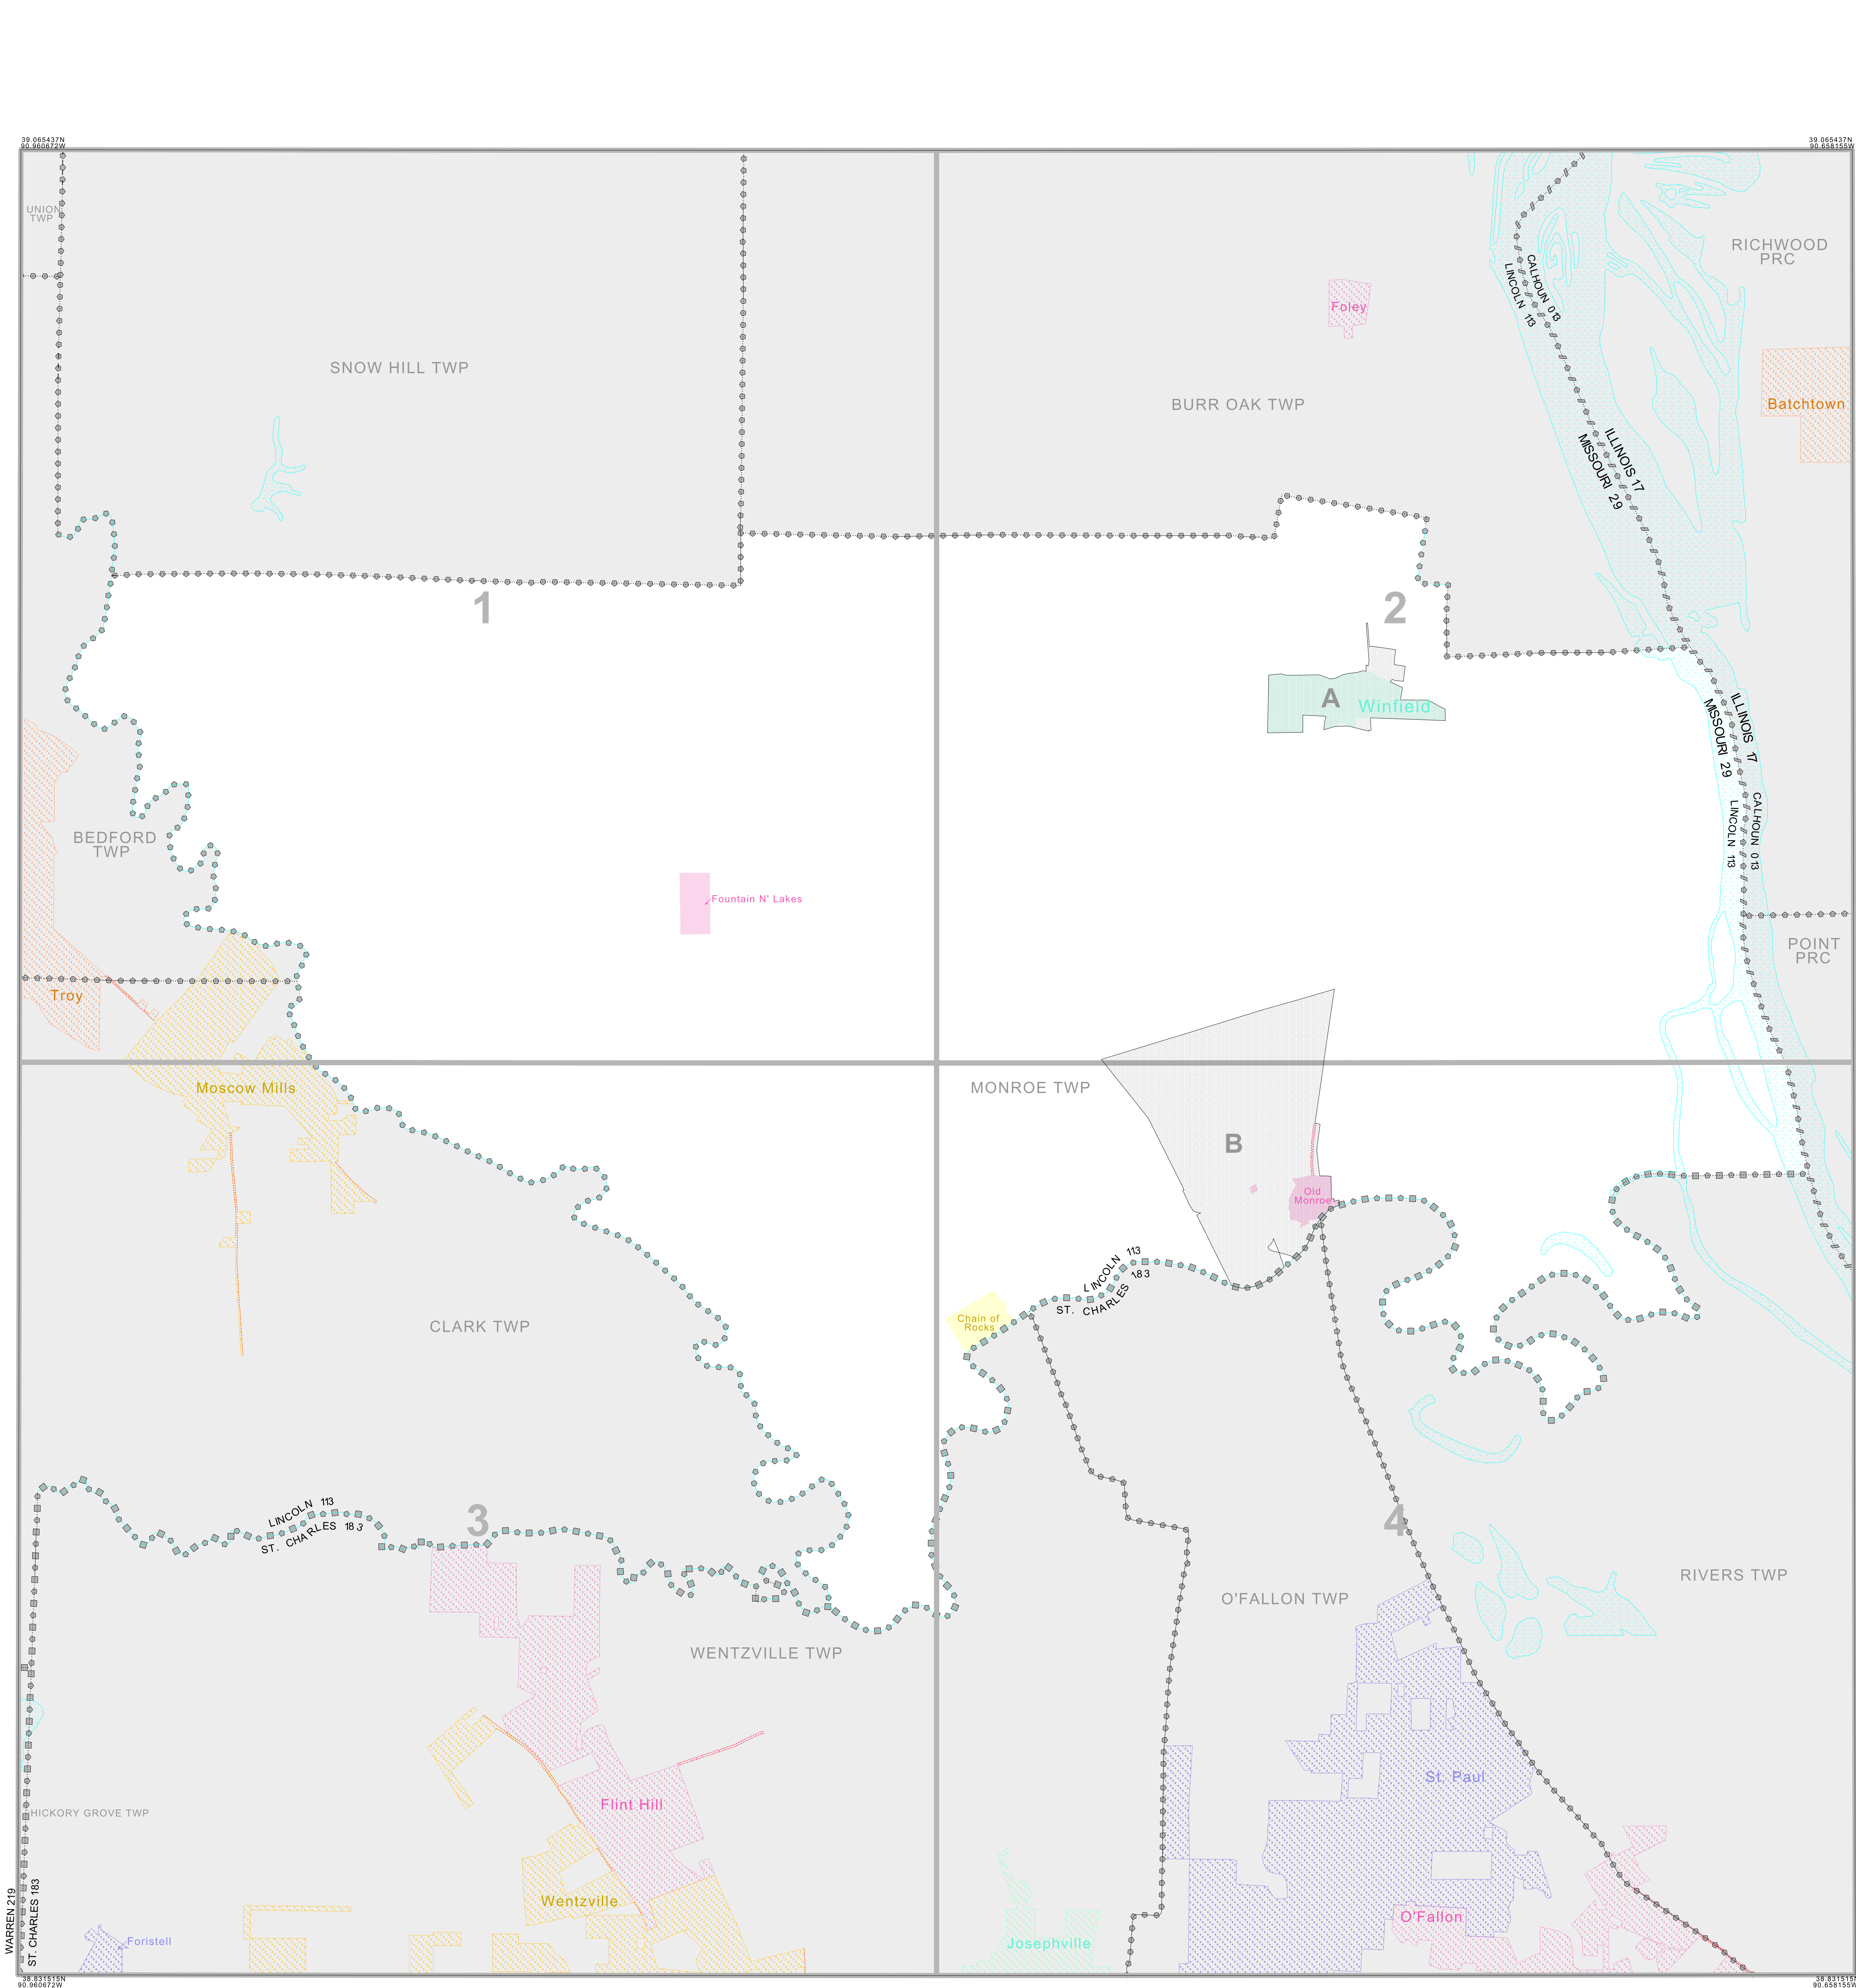 39.065437N
90.960672W
39.065437N
90.658155W
UNION
TWP
RICHWOOD
PRC
CALHOUN 013
LINCOLN 113
Foley
SNOW HILL TWP
BURR OAK TWP
Batchtown
ILLINOIS 17
MISSOURI 29
1
2
A
Winfield
ILLINOIS 17
MISSOURI 29
BEDFORD
TWP
CALHOUN 013
LINCOLN 113
Fountain N' Lakes
POINT
PRC
Troy
Moscow Mills
MONROE TWP
B
Old
Monroe
LINCOLN 113
ST. CHARLES 183
Chain of
Rocks
CLARK TWP
LINCOLN 113
ST. CHARLES 183
3
4
RIVERS TWP
O'FALLON TWP
WENTZVILLE TWP
St. Paul
Flint Hill
HICKORY GROVE TWP
Wentzville
O'Fallon
WARREN 219
ST. CHARLES 183
Foristell
Josephville
38.831515N
90.960672W
38.831515N
90.658155W